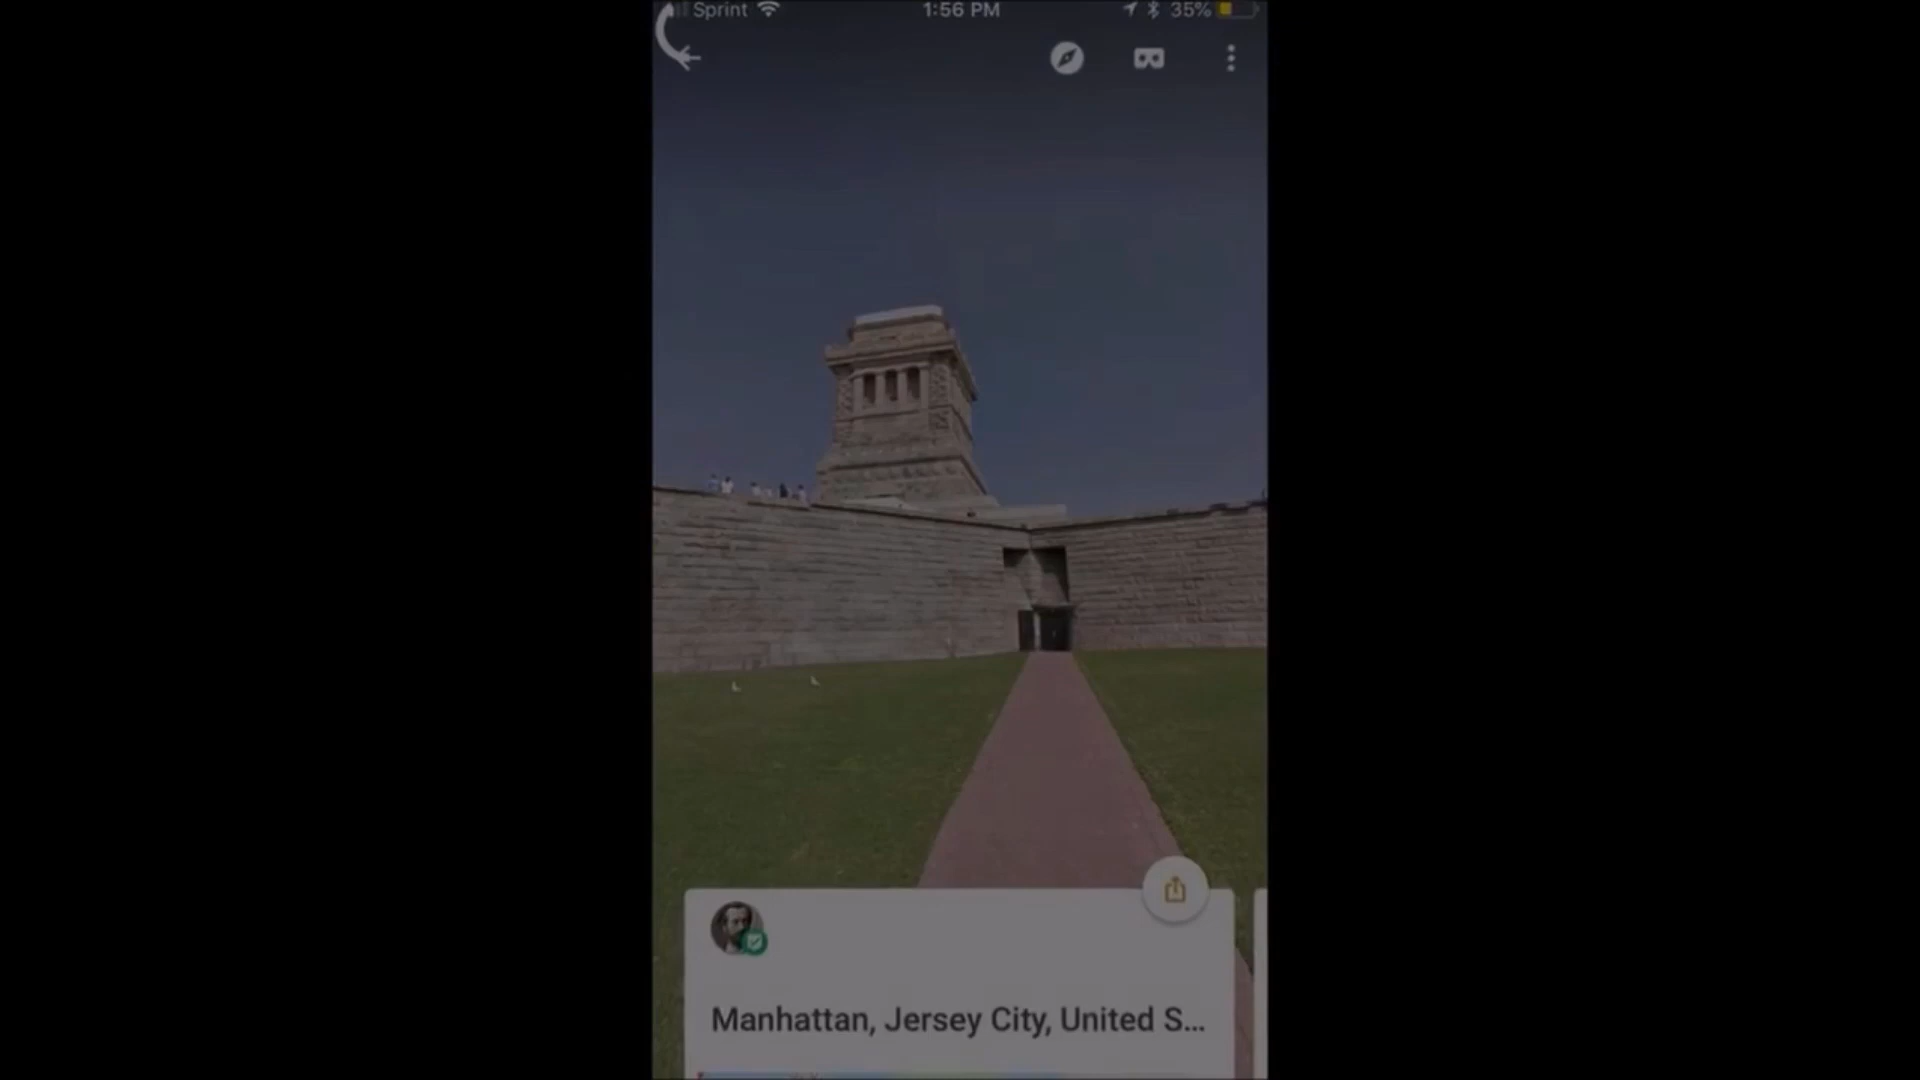 Sprint 1:56 PM 35%
Manhattan, Jersey City, United S...